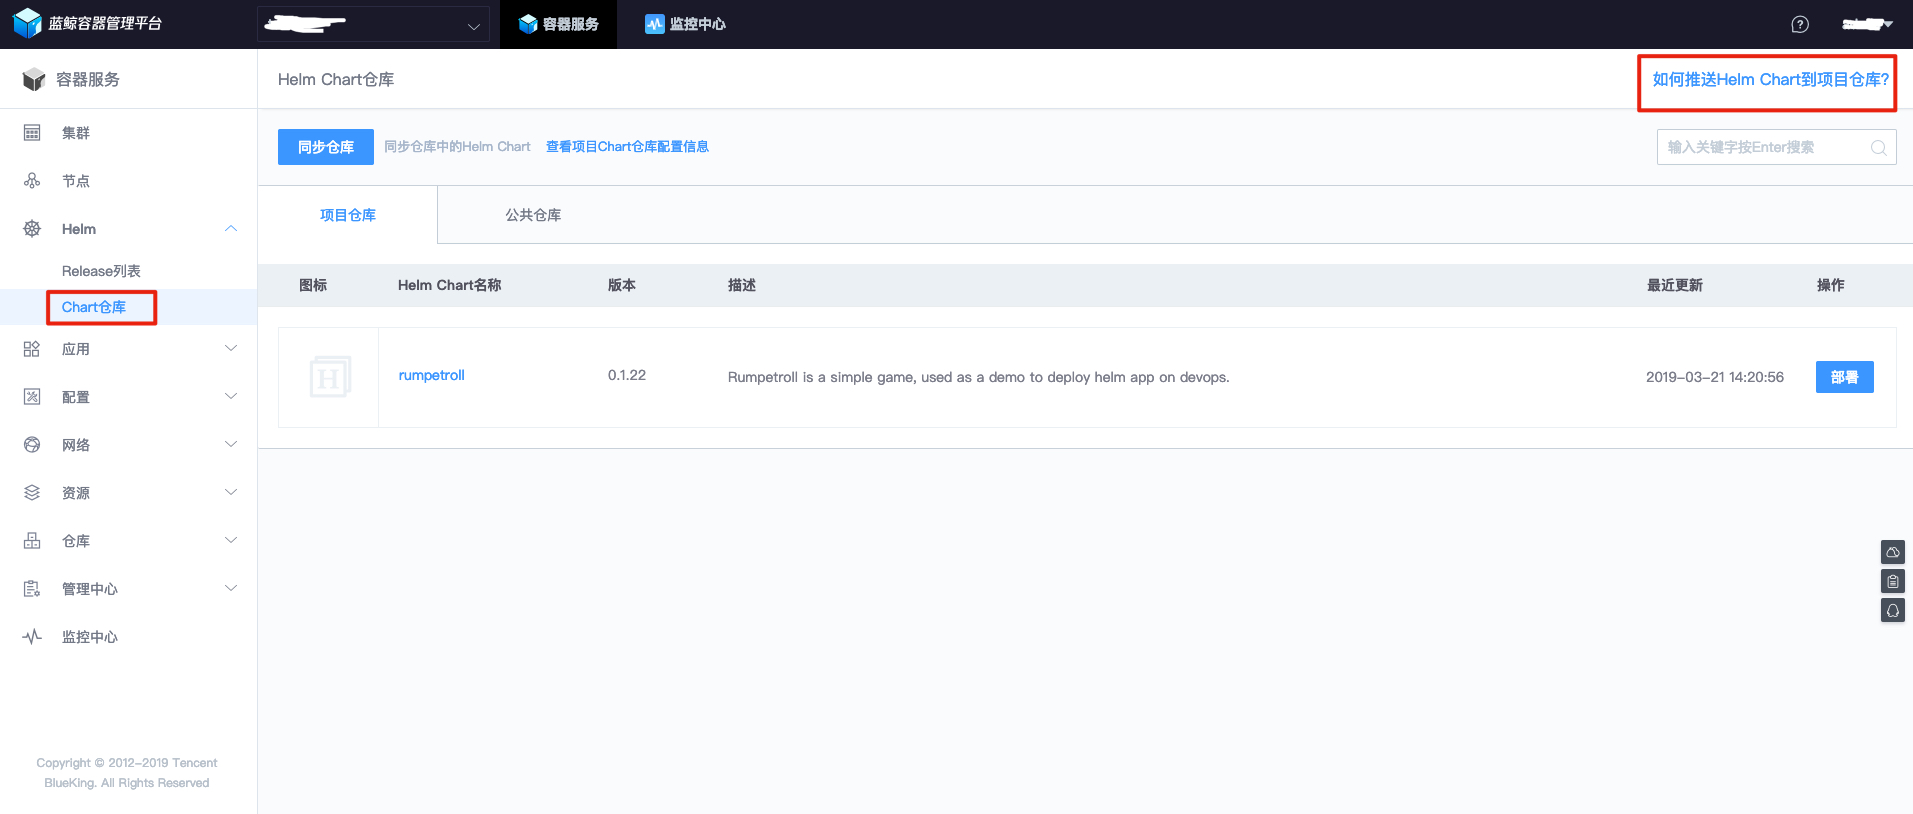 蓝鲸容器管理平台
容器服务
监控中心
容器服务
Helm Chart仓库
如何推送Helm Chart到项目仓库?
集群
节点
Helm
Release列表
Chart仓库
应用
配置
网络
资源
仓库
管理中心
监控中心
同步仓库
同步仓库中的Helm Chart
查看项目Chart仓库配置信息
输入关键字按Enter搜索
项目仓库
公共仓库
图标
Helm Chart名称
版本
描述
最近更新
操作
H
rumpetroll
0.1.22
Rumpetroll is a simple game, used as a demo to deploy helm app on devops.
2019-03-21 14:20:56
部署
Copyright © 2012-2019 Tencent
BlueKing. All Rights Reserved